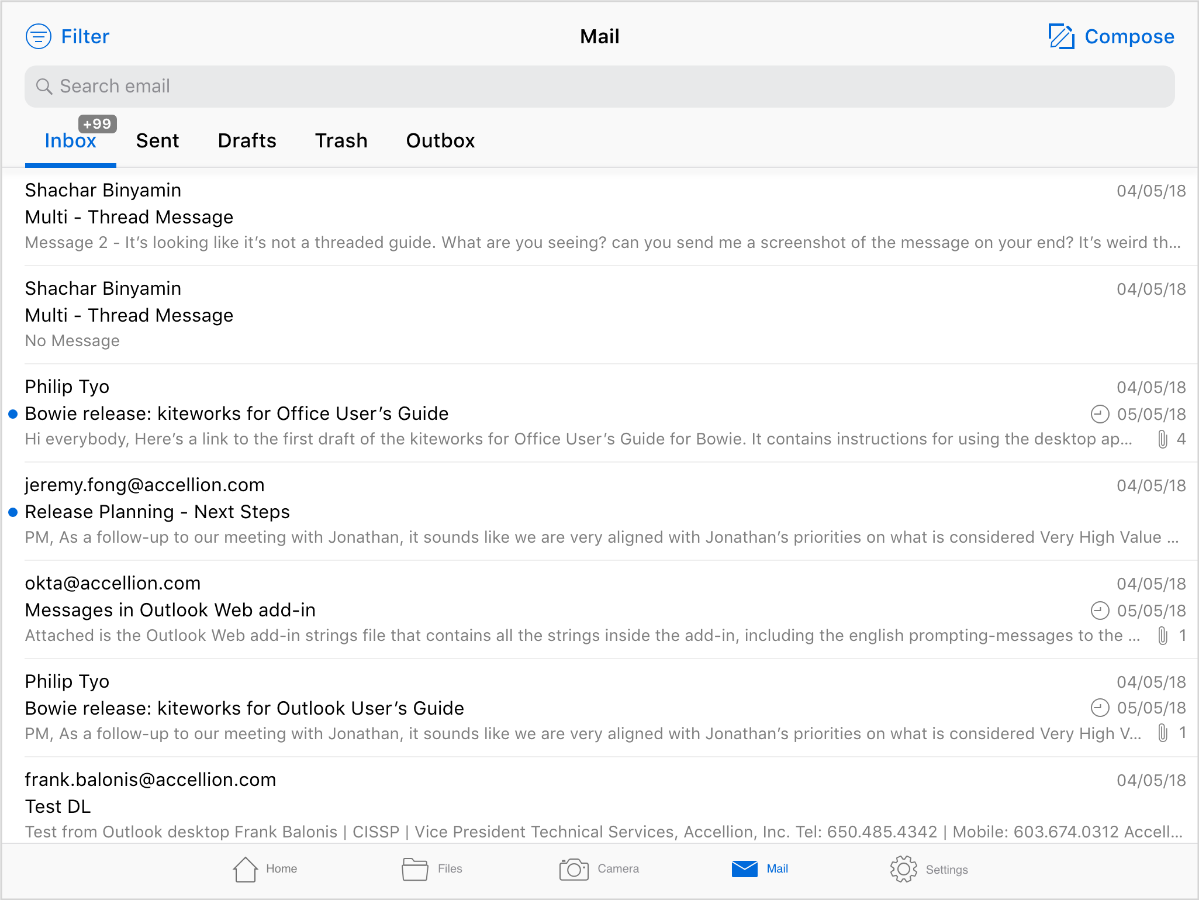 Filter
Mail
Compose
Search email
+99
Inbox
Sent
Drafts
Trash
Outbox
Shachar Binyamin
04/05/18
Multi - Thread Message
Message 2 - It’s looking like it’s not a threaded guide. What are you seeing? can you send me a screenshot of the message on your end? It’s weird th...
Shachar Binyamin
04/05/18
Multi - Thread Message
No Message
Philip Tyo
04/05/18
Bowie release: kiteworks for Office User’s Guide
05/05/18
Hi everybody, Here’s a link to the first draft of the kiteworks for Office User’s Guide for Bowie. It contains instructions for using the desktop ap...
4
jeremy.fong@accellion.com
04/05/18
Release Planning - Next Steps
PM, As a follow-up to our meeting with Jonathan, it sounds like we are very aligned with Jonathan’s priorities on what is considered Very High Value ...
okta@accellion.com
04/05/18
Messages in Outlook Web add-in
05/05/18
Attached is the Outlook Web add-in strings file that contains all the strings inside the add-in, including the english prompting-messages to the ...
1
Philip Tyo
04/05/18
Bowie release: kiteworks for Outlook User’s Guide
05/05/18
PM, As a follow-up to our meeting with Jonathan, it sounds like we are very aligned with Jonathan’s priorities on what is considered Very High V...
1
frank.balonis@accellion.com
04/05/18
Test DL
Test from Outlook desktop Frank Balonis | CISSP | Vice President Technical Services, Accellion, Inc. Tel: 650.485.4342 | Mobile: 603.674.0312 Accell...
Home
Files
Camera
Mail
Settings